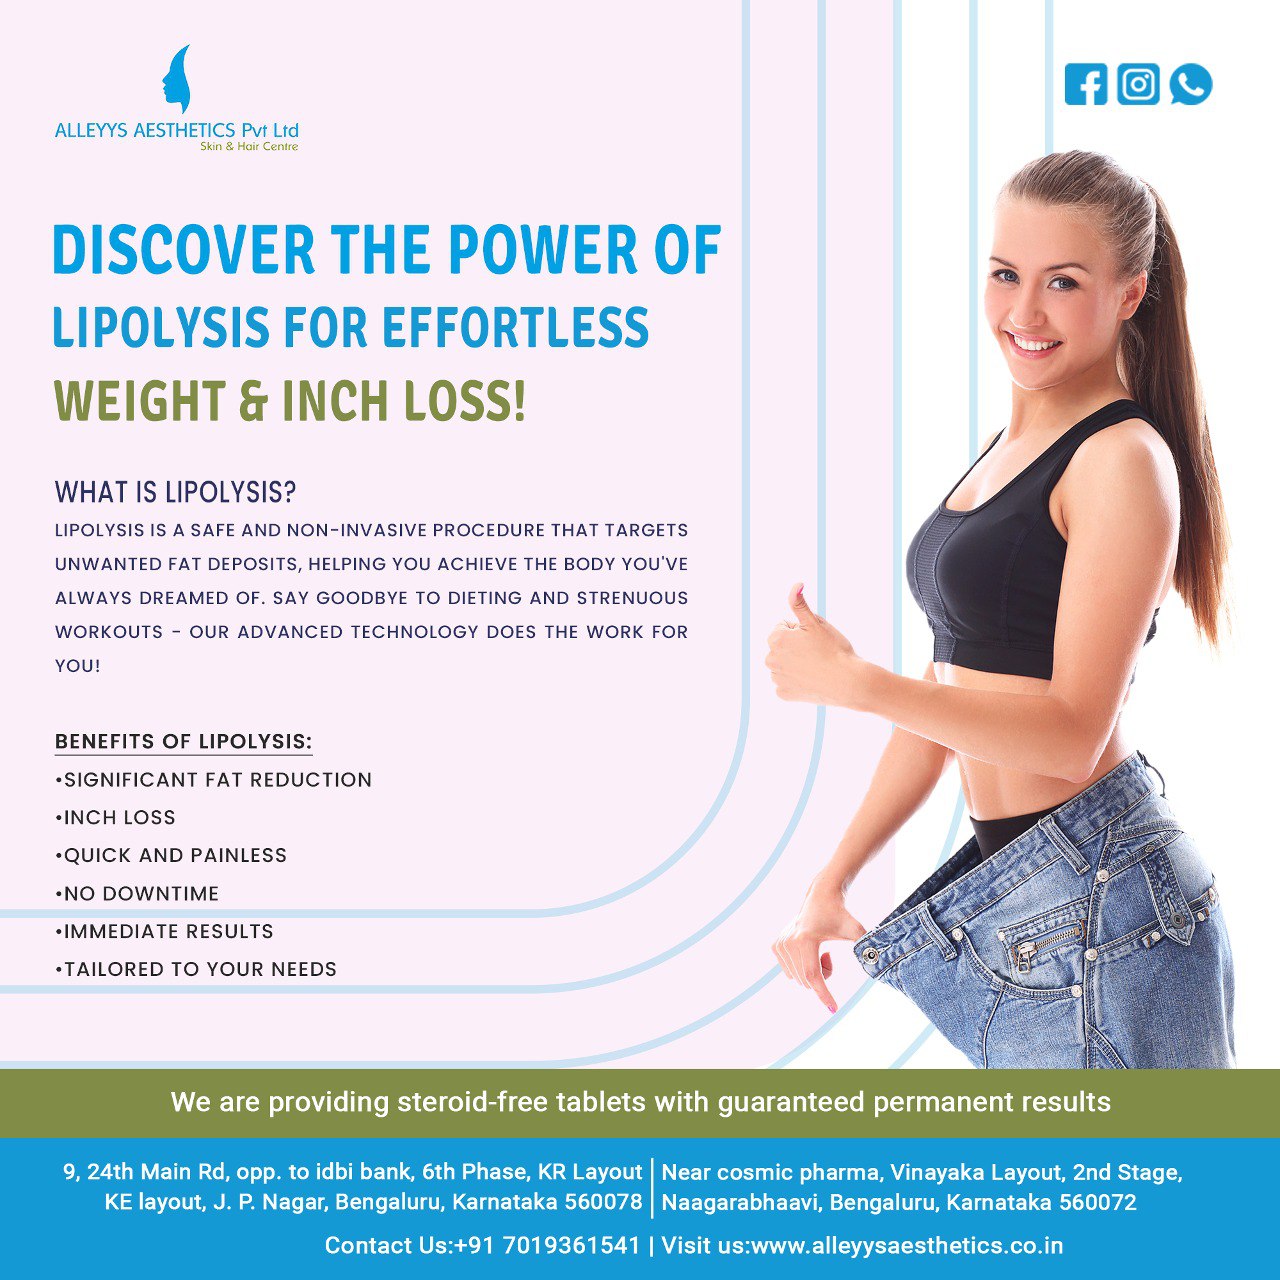 ALLEYYS AESTHETICS Pvt Ltd
Skin & Hair Centre
DISCOVER THE POWER OF
LIPOLYSIS FOR EFFORTLESS
WEIGHT & INCH LOSS!
WHAT IS LIPOLYSIS?
LIPOLYSIS IS A SAFE AND NON-INVASIVE PROCEDURE THAT TARGETS
UNWANTED FAT DEPOSITS, HELPING YOU ACHIEVE THE BODY YOU'VE
ALWAYS DREAMED OF. SAY GOODBYE TO DIETING AND STRENUOUS
WORKOUTS - OUR ADVANCED TECHNOLOGY DOES THE WORK FOR
YOU!
BENEFITS OF LIPOLYSIS:
•SIGNIFICANT FAT REDUCTION
•INCH LOSS
•QUICK AND PAINLESS
•NO DOWNTIME
•IMMEDIATE RESULTS
•TAILORED TO YOUR NEEDS
We are providing steroid-free tablets with guaranteed permanent results
9, 24th Main Rd, opp. to idbi bank, 6th Phase, KR Layout
KE layout, J. P. Nagar, Bengaluru, Karnataka 560078
Near cosmic pharma, Vinayaka Layout, 2nd Stage,
Naagarabhaavi, Bengaluru, Karnataka 560072
Contact Us:+91 7019361541 | Visit us:www.alleyysaesthetics.co.in